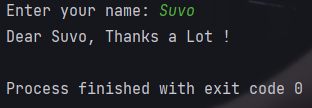 Enter your name: Suvo
Dear Suvo, Thanks a Lot !
Process finished with exit code 0